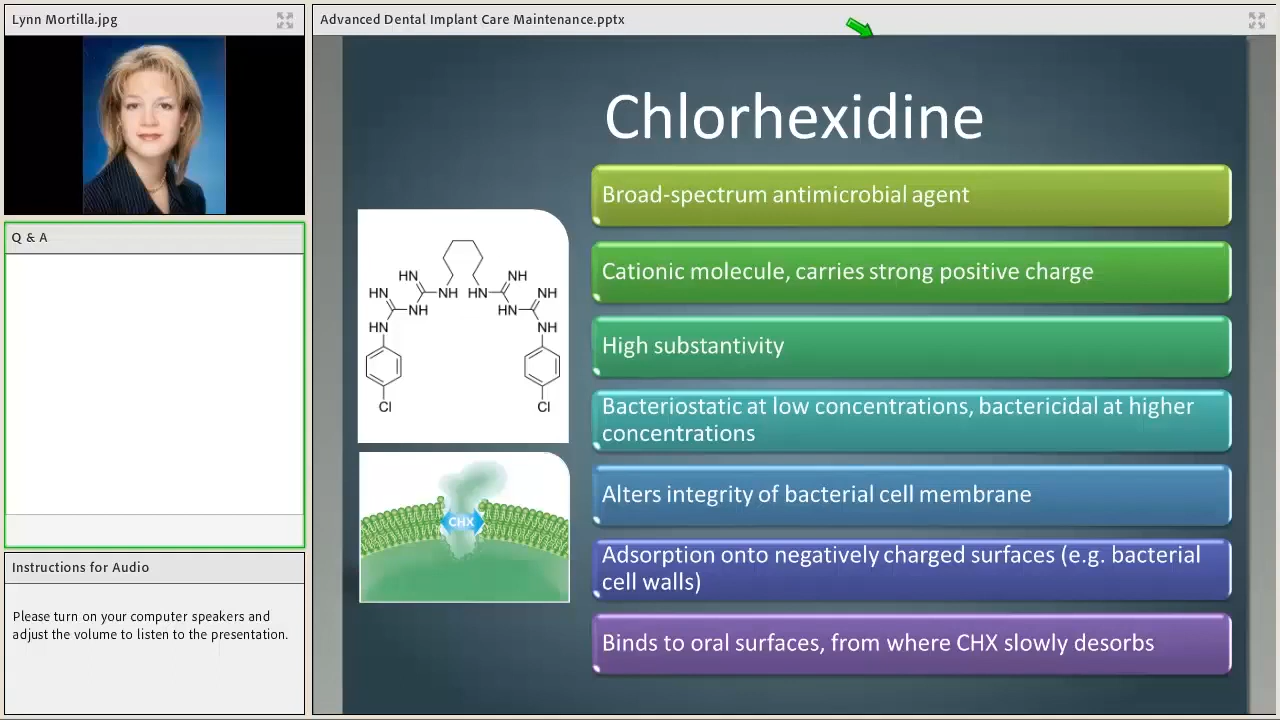 Lynn Mortilla.jpg
Advanced Dental Implant Care Maintenance.pptx
Q & A
Instructions for Audio
Please turn on your computer speakers and
adjust the volume to listen to the presentation.
Chlorhexidine
Broad-spectrum antimicrobial agent
Cationic molecule, carries strong positive charge
High substantivity
Bacteriostatic at low concentrations, bactericidal at higher
concentrations
Alters integrity of bacterial cell membrane
Adsorption onto negatively charged surfaces (e.g. bacterial
cell walls)
Binds to oral surfaces, from where CHX slowly desorbs
HN NH
HN NH NH NH
NH HN
HN NH
Cl Cl
CHX